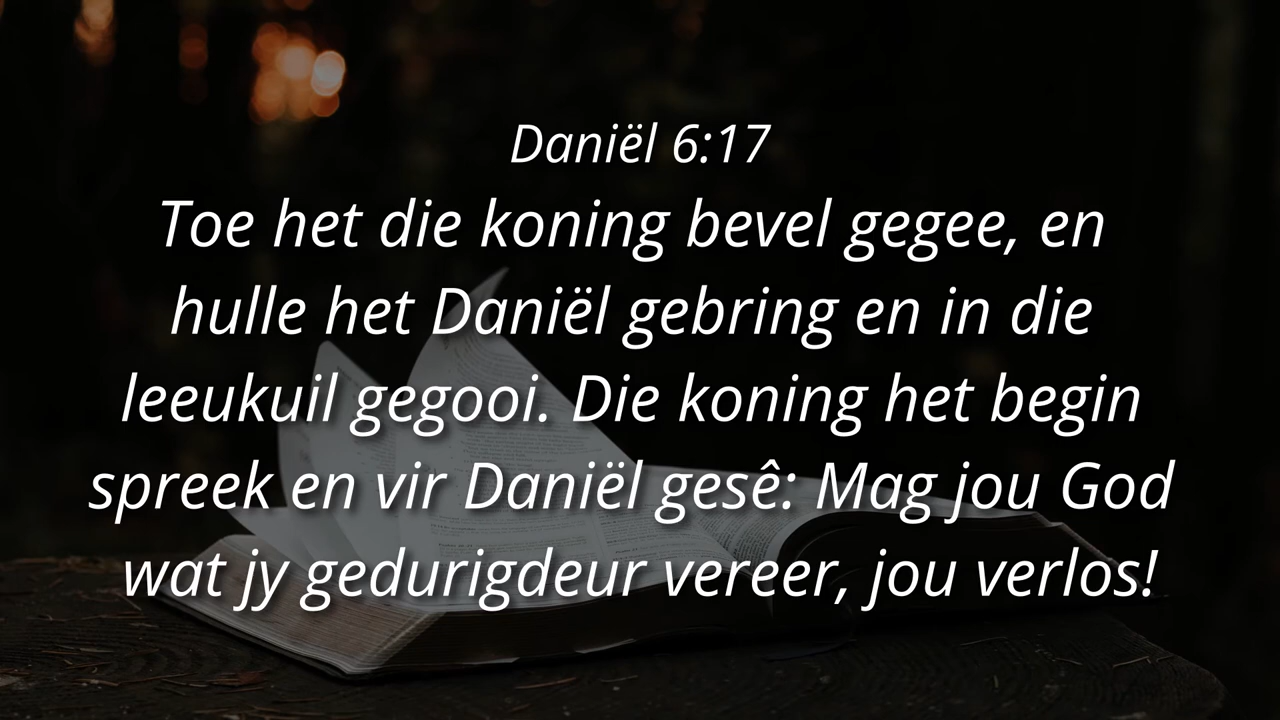 Daniël 6:17
Toe het die koning bevel gegee, en
hulle het Daniël gebring en in die
leeukuil gegooi. Die koning het begin
spreek en vir Daniël gesê: Mag jou God
wat jy gedurigdeur vereer, jou verlos!